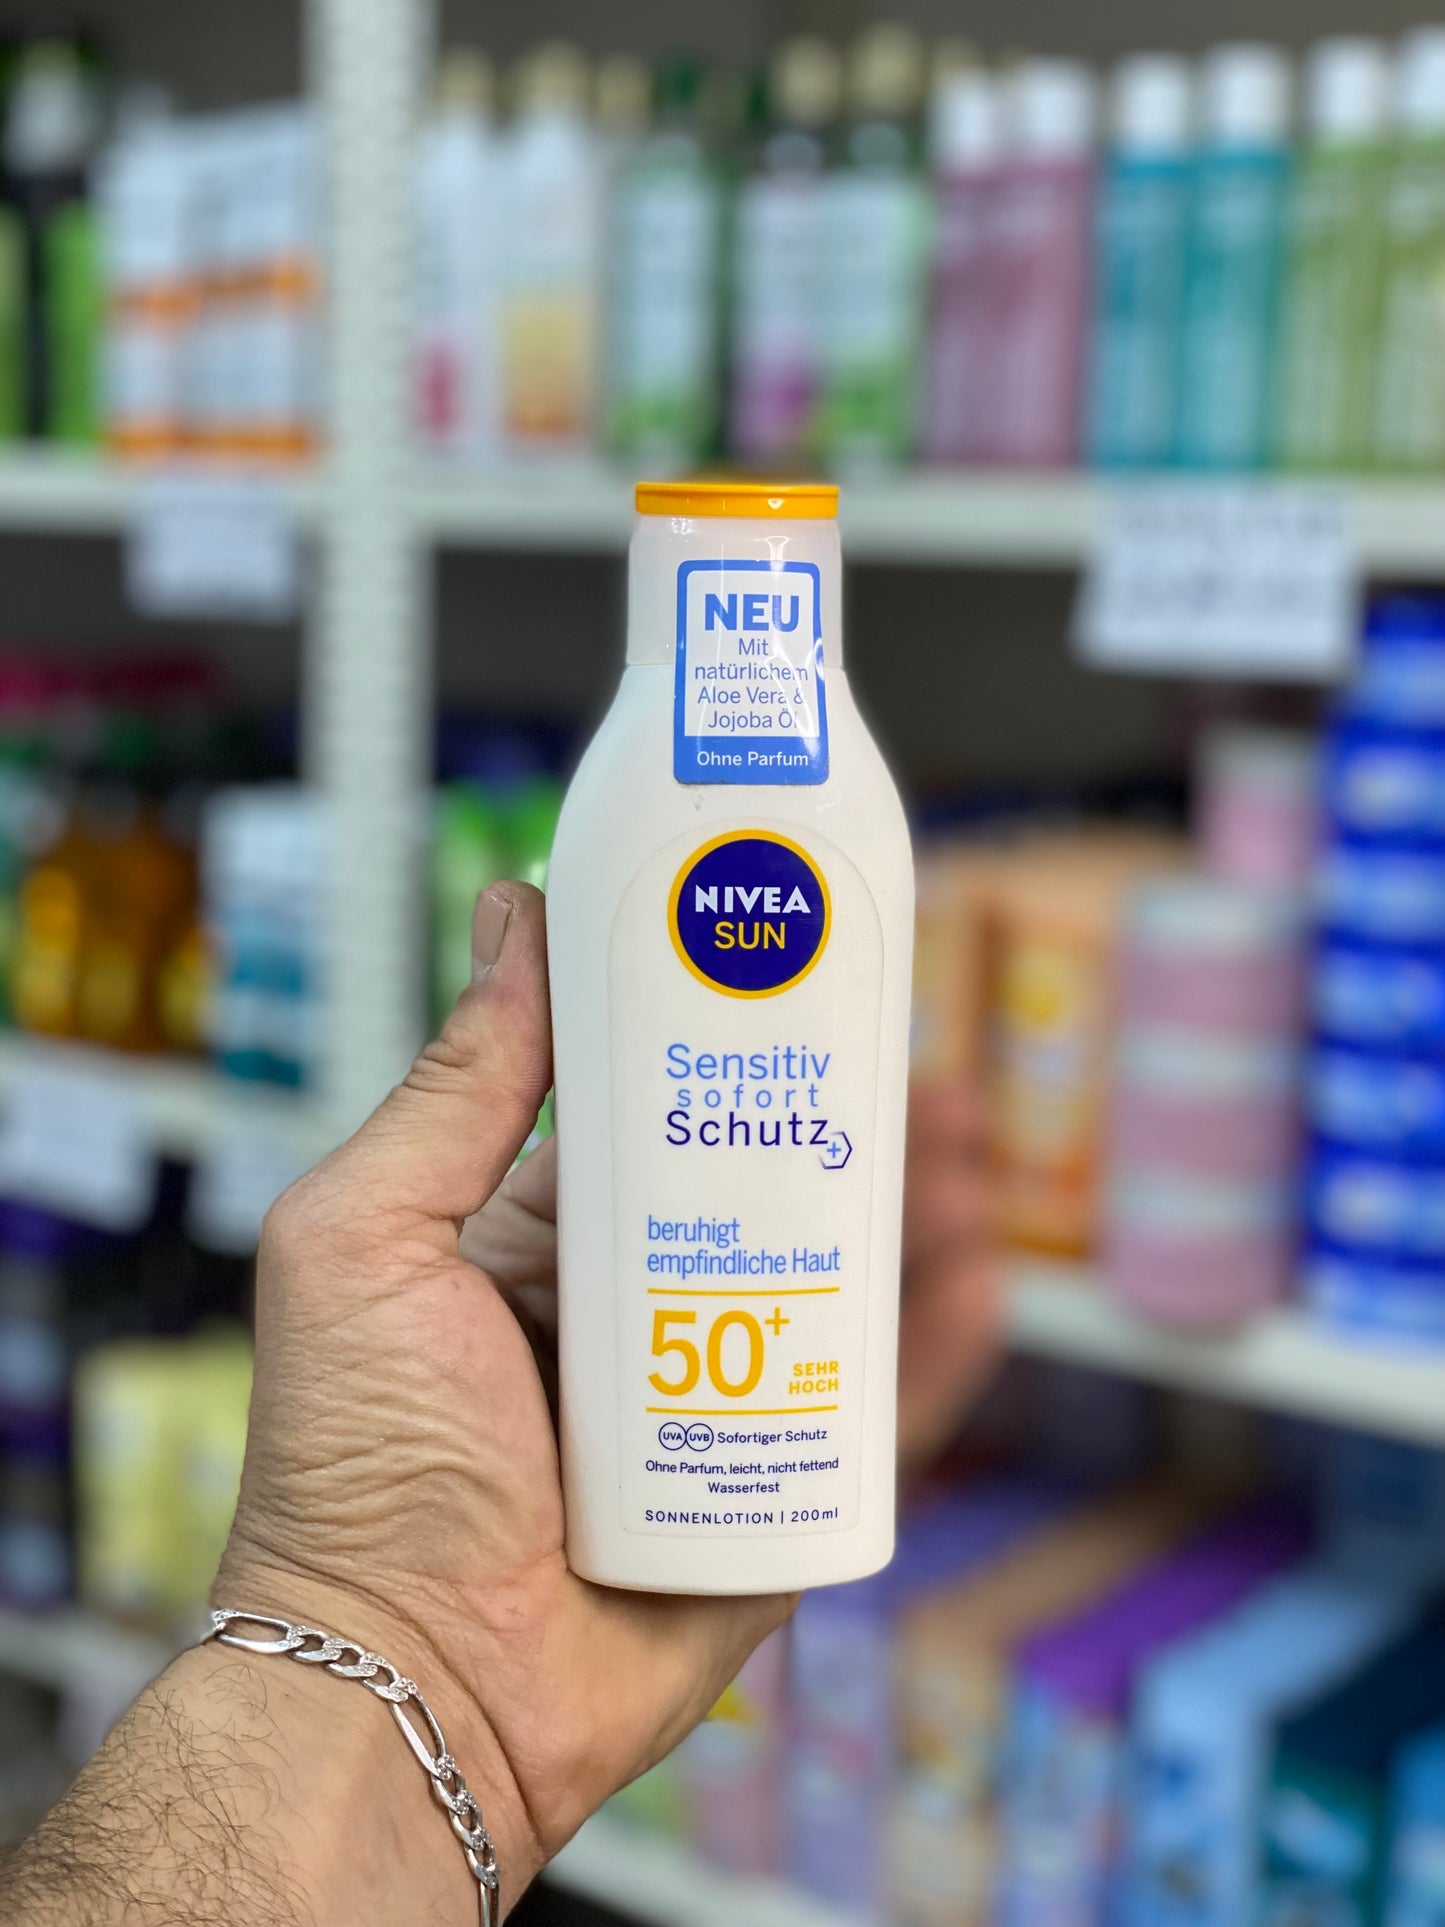 NEU
Mit
natürlichem
Aloe Vera &
Jojoba Öl
Ohne Parfum
NIVEA
SUN
Sensitiv
sofort
Schutz+
beruhigt
empfindliche Haut
50+
SEHR
HOCH
UVA UVB Sofortiger Schutz
Ohne Parfum, leicht, nicht fettend
Wasserfest
SONNENLOTION | 200ml